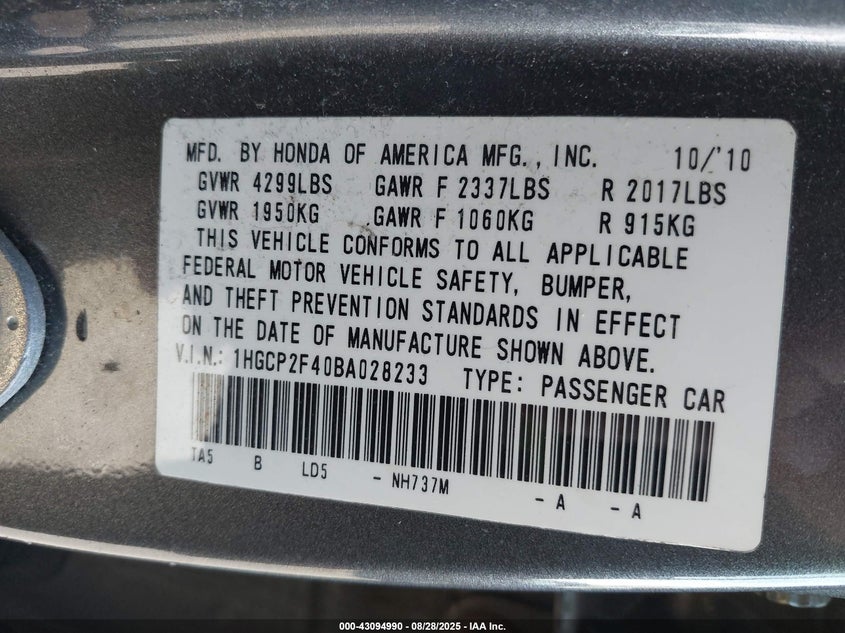 MFD. BY HONDA OF AMERICA MFG., INC. 10/'10
GVWR 4299LBS GAWR F 2337LBS R 2017LBS
GVWR 1950KG GAWR F 1060KG R 915KG
THIS VEHICLE CONFORMS TO ALL APPLICABLE
FEDERAL MOTOR VEHICLE SAFETY, BUMPER,
AND THEFT PREVENTION STANDARDS IN EFFECT
ON THE DATE OF MANUFACTURE SHOWN ABOVE.
V.I.N.: 1HGCP2F40BA028233 TYPE: PASSENGER CAR
TA5 B LD5 - NH737M - A - A
000-43094990 - 08/28/2025 - IAA Inc.